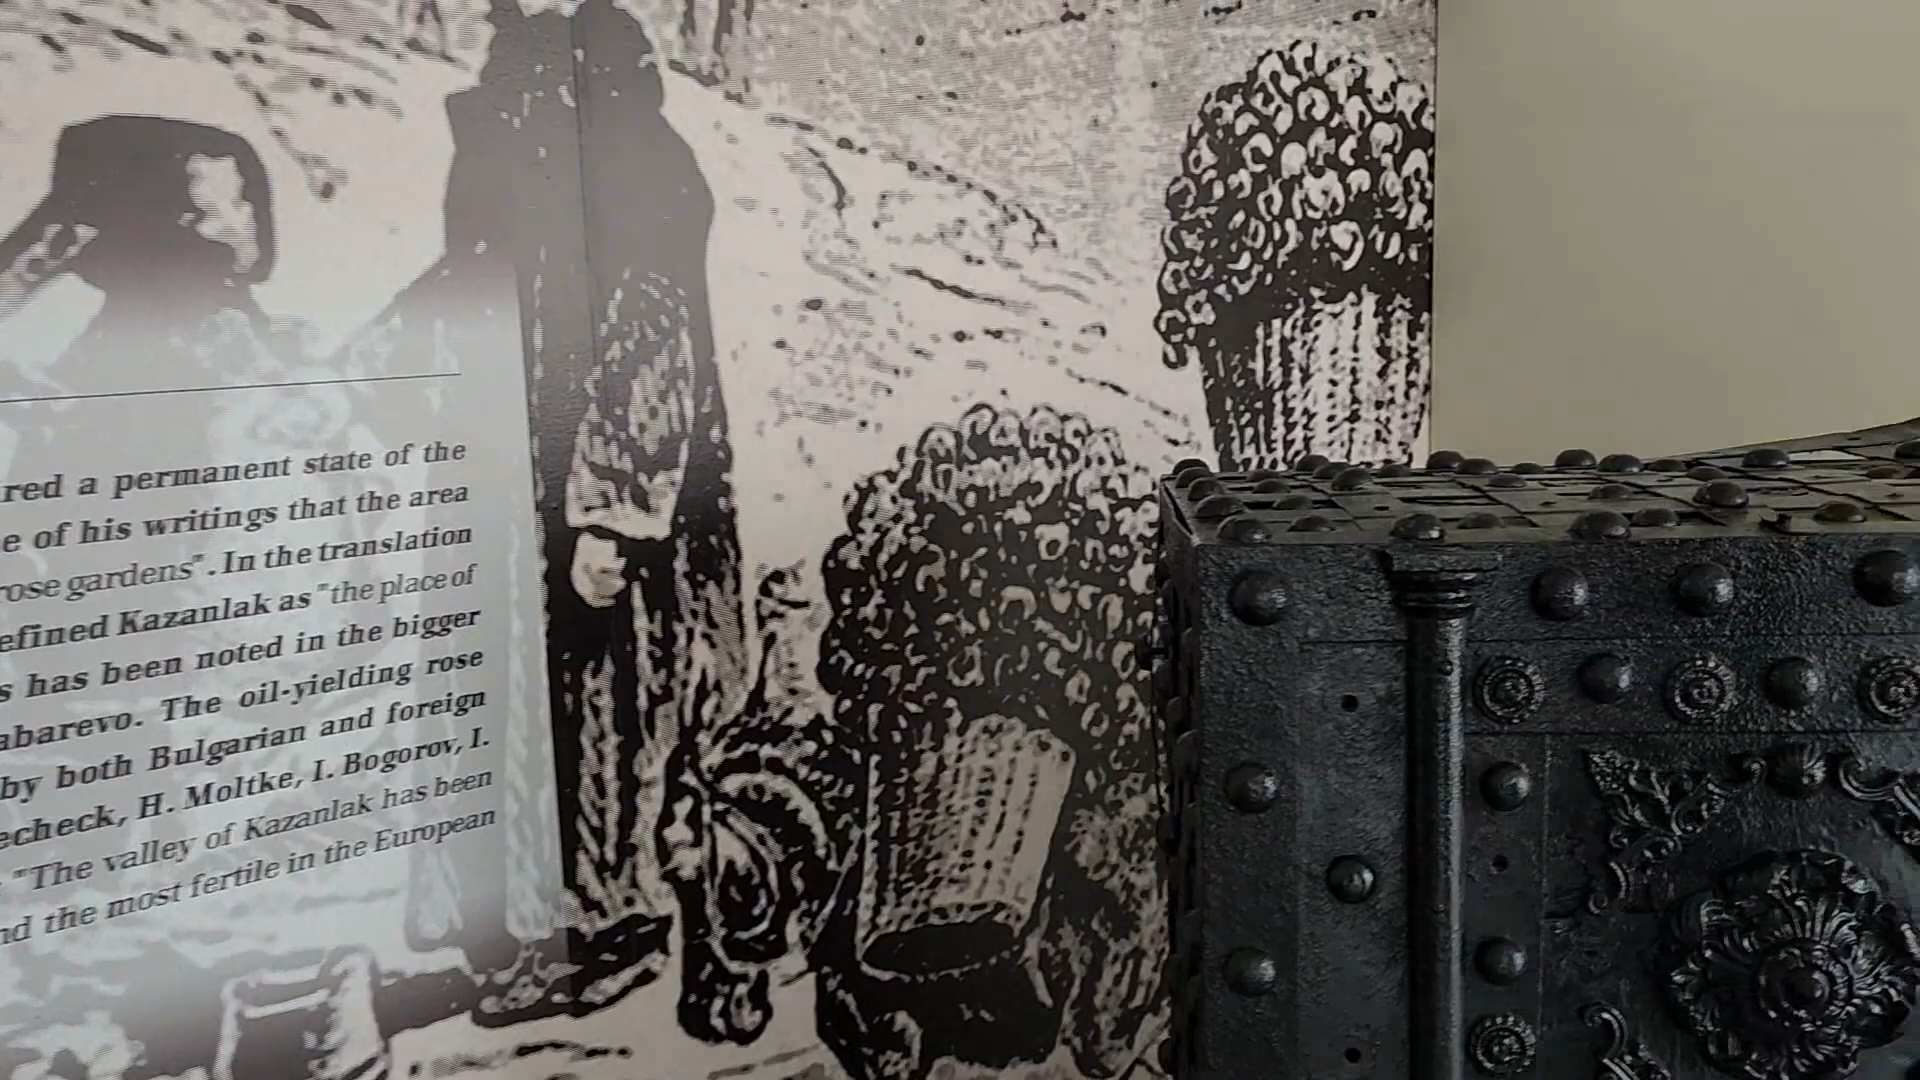 red a permanent state of the
e of his writings that the area
rose gardens". In the translation
efined Kazanlak as "the place of
s has been noted in the bigger
abarevo. The oil-yielding rose
by both Bulgarian and foreign
echeck, H. Moltke, I. Bogorov, I.
"The valley of Kazanlak has been
nd the most fertile in the European